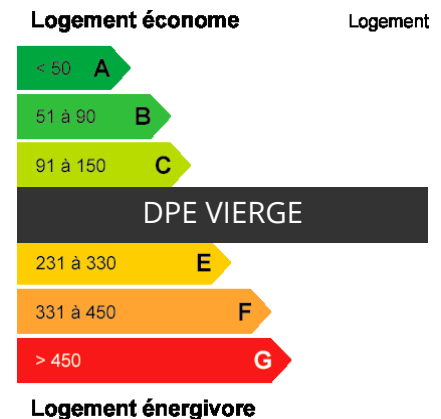 Logement économe Logement
< 50 A
51 à 90 B
91 à 150 C
DPE VIERGE
231 à 330 E
331 à 450 F
> 450 G
Logement énergivore